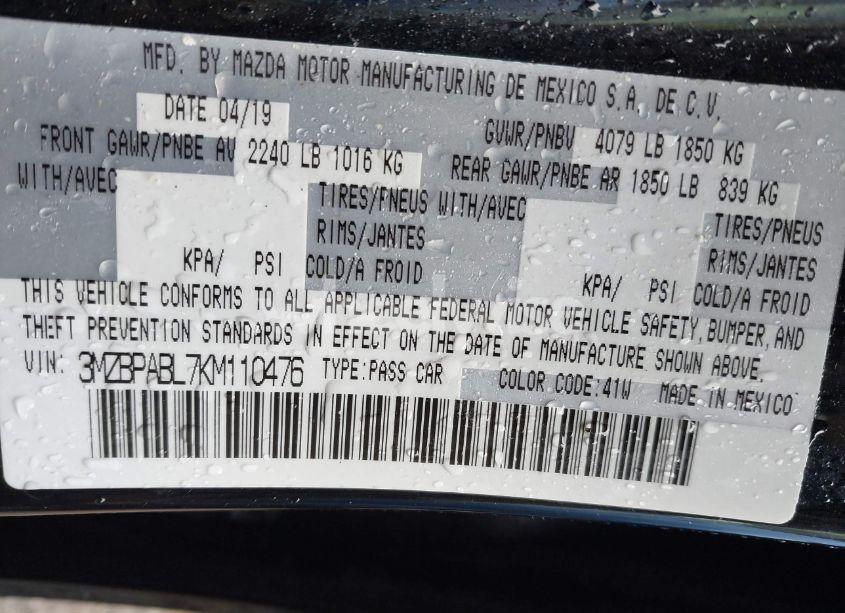 MFD. BY MAZDA MOTOR MANUFACTURING DE MEXICO S.A. DE C.V.
DATE 04/19
GVWR/PNBV 4079 LB 1850 KG
FRONT GAWR/PNBE AV 2240 LB 1016 KG
REAR GAWR/PNBE AR 1850 LB 839 KG
WITH/AVEC
TIRES/PNEUS
WITH/AVEC
TIRES/PNEUS
RIMS/JANTES
RIMS/JANTES
KPA/ PSI COLD/A FROID
KPA/ PSI COLD/A FROID
THIS VEHICLE CONFORMS TO ALL APPLICABLE FEDERAL MOTOR VEHICLE SAFETY, BUMPER, AND
THEFT PREVENTION STANDARDS IN EFFECT ON THE DATE OF MANUFACTURE SHOWN ABOVE.
VIN: 3MZBPABL7KM110476 TYPE:PASS CAR COLOR CODE:41W MADE IN MEXICO